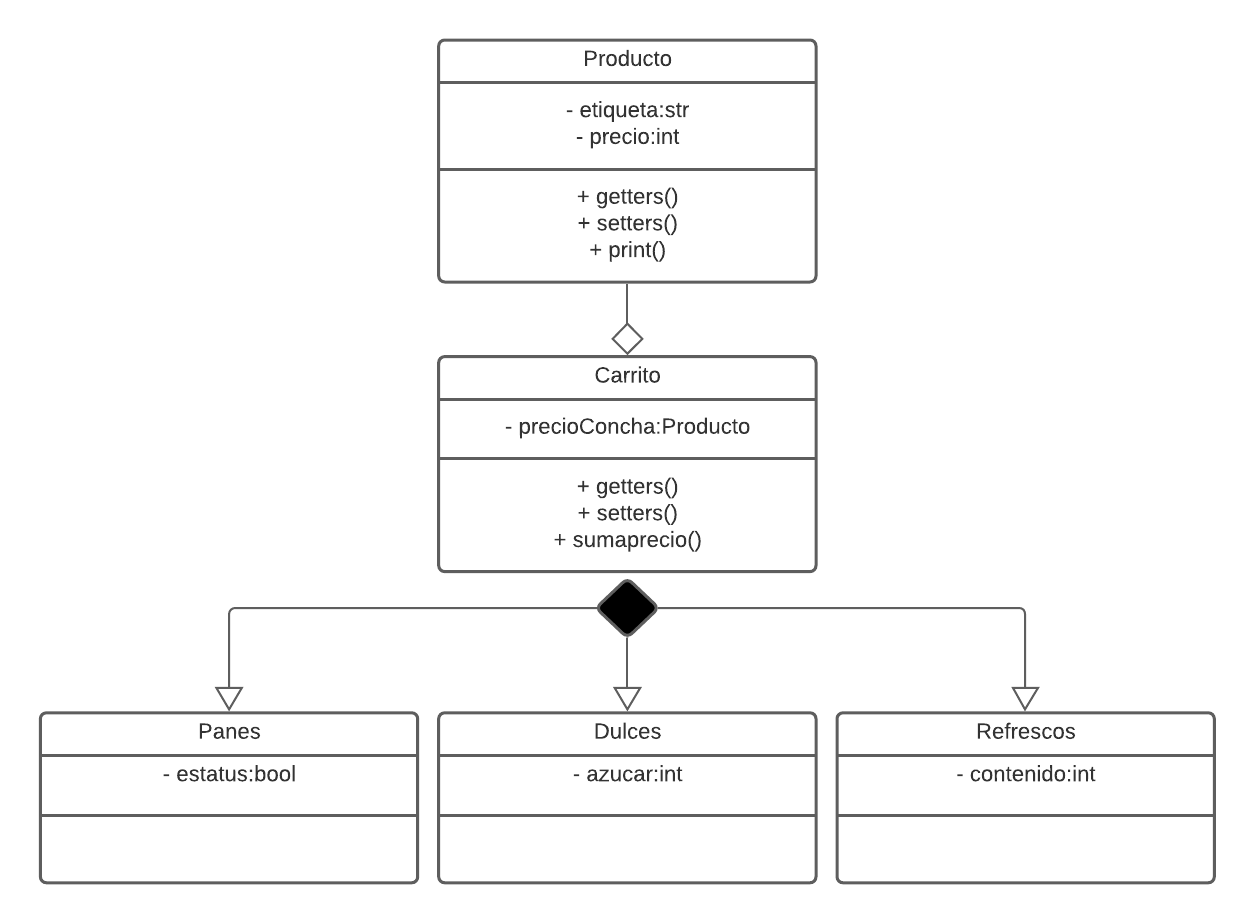 Producto
- etiqueta:str
- precio:int
+ getters()
+ setters()
+ print()
Carrito
- precioConcha:Producto
+ getters()
+ setters()
+ sumaprecio()
Panes
- estatus:bool
Dulces
- azucar:int
Refrescos
- contenido:int